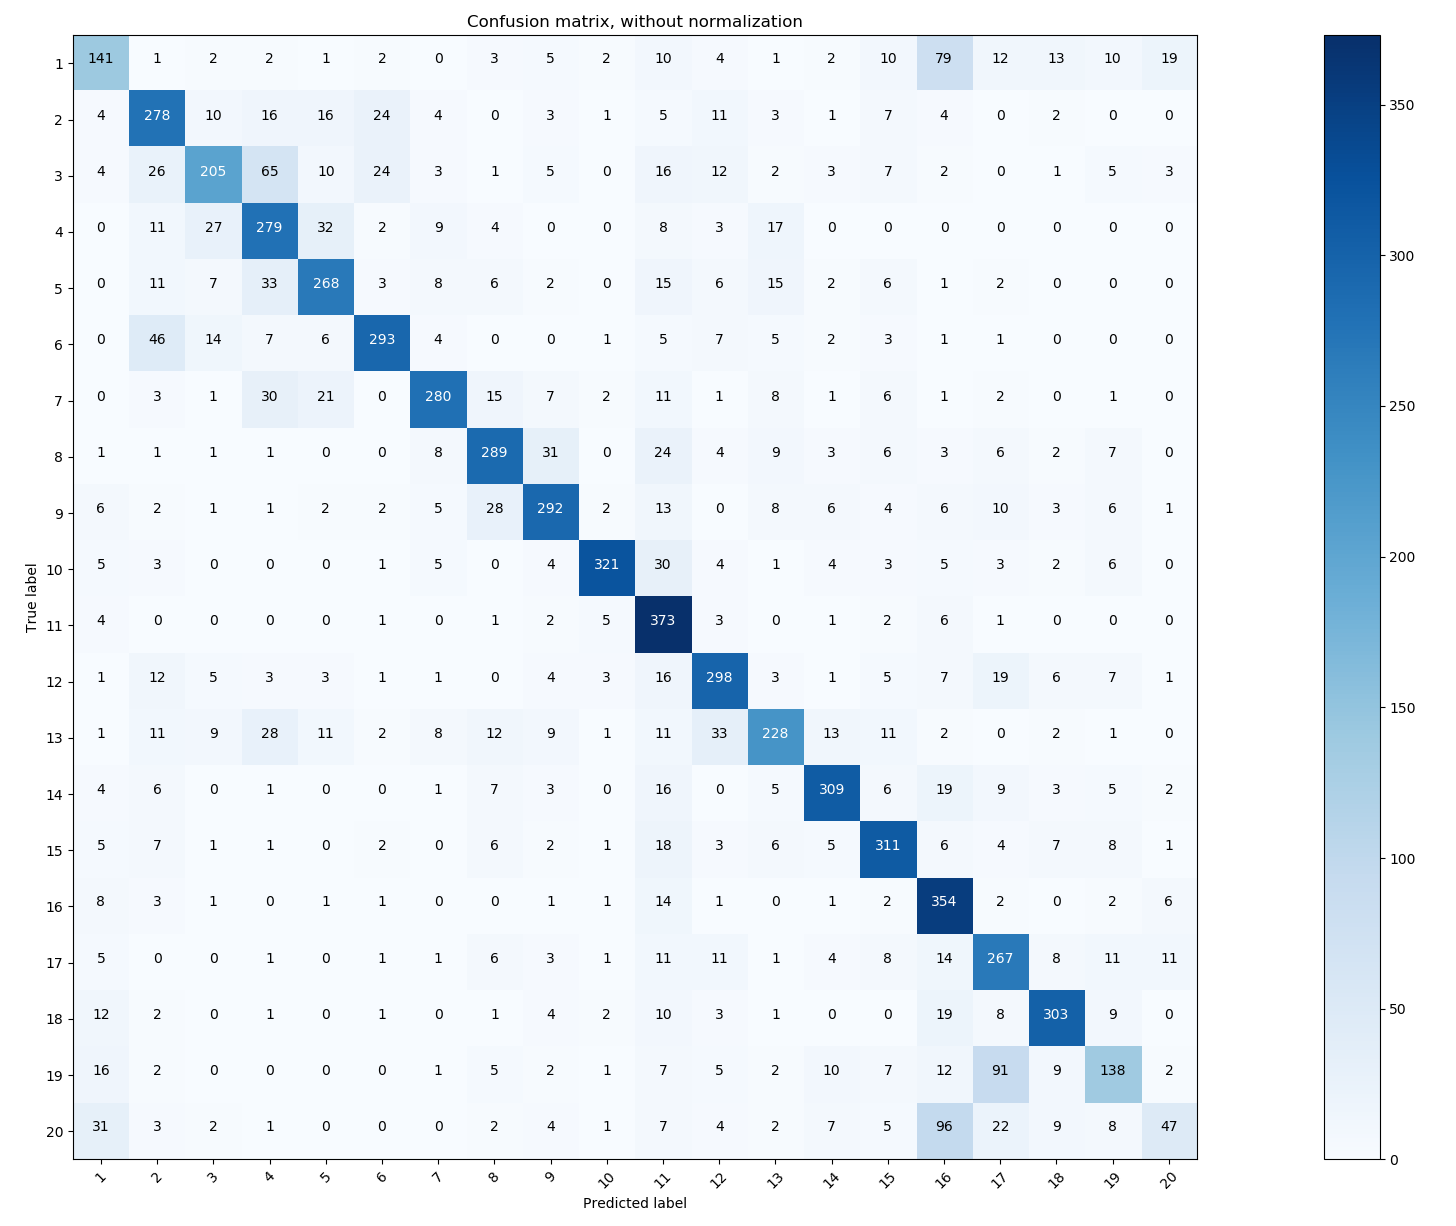 Confusion matrix, without normalization
1 141 1 2 2 1 2 0 3 5 2 10 4 1 2 10 79 12 13 10 19
2 4 278 10 16 16 24 4 0 3 1 5 11 3 1 7 4 0 2 0 0
3 4 26 205 65 10 24 3 1 5 0 16 12 2 3 7 2 0 1 5 3
4 0 11 27 279 32 2 9 4 0 0 8 3 17 0 0 0 0 0 0 0
5 0 11 7 33 268 3 8 6 2 0 15 6 15 2 6 1 2 0 0 0
6 0 46 14 7 6 293 4 0 0 1 5 7 5 2 3 1 1 0 0 0
7 0 3 1 30 21 0 280 15 7 2 11 1 8 1 6 1 2 0 1 0
8 1 1 1 1 0 0 8 289 31 0 24 4 9 3 6 3 6 2 7 0
9 6 2 1 1 2 2 5 28 292 2 13 0 8 6 4 6 10 3 6 1
10 5 3 0 0 0 1 5 0 4 321 30 4 1 4 3 5 3 2 6 0
11 4 0 0 0 0 1 0 1 2 5 373 3 0 1 2 6 1 0 0 0
12 1 12 5 3 3 1 1 0 4 3 16 298 3 1 5 7 19 6 7 1
13 1 11 9 28 11 2 8 12 9 1 11 33 228 13 11 2 0 2 1 0
14 4 6 0 1 0 0 1 7 3 0 16 0 5 309 6 19 9 3 5 2
15 5 7 1 1 0 2 0 6 2 1 18 3 6 5 311 6 4 7 8 1
16 8 3 1 0 1 1 0 0 1 1 14 1 0 1 2 354 2 0 2 6
17 5 0 0 1 0 1 1 6 3 1 11 11 1 4 8 14 267 8 11 11
18 12 2 0 1 0 1 0 1 4 2 10 3 1 0 0 19 8 303 9 0
19 16 2 0 0 0 0 1 5 2 1 7 5 2 10 7 12 91 9 138 2
20 31 3 2 1 0 0 0 2 4 1 7 4 2 7 5 96 22 9 8 47
1 2 3 4 5 6 7 8 9 10 11 12 13 14 15 16 17 18 19 20
Predicted label
True label
350
300
250
200
150
100
50
0